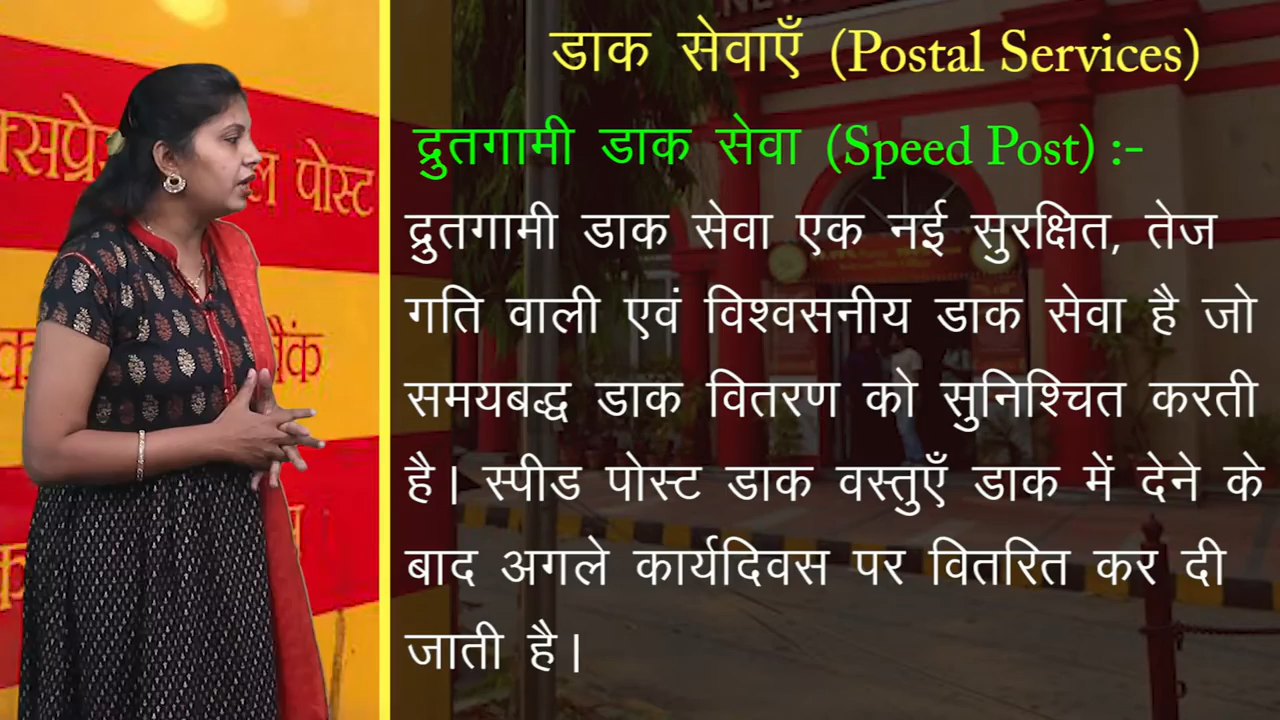 डाक सेवाएँ (Postal Services)
द्रुतगामी डाक सेवा (Speed Post) :-
द्रुतगामी डाक सेवा एक नई सुरक्षित, तेज
गति वाली एवं विश्वसनीय डाक सेवा है जो
समयबद्ध डाक वितरण को सुनिश्चित करती
है। स्पीड पोस्ट डाक वस्तुएँ डाक में देने के
बाद अगले कार्यदिवस पर वितरित कर दी
जाती है।
पोस्ट